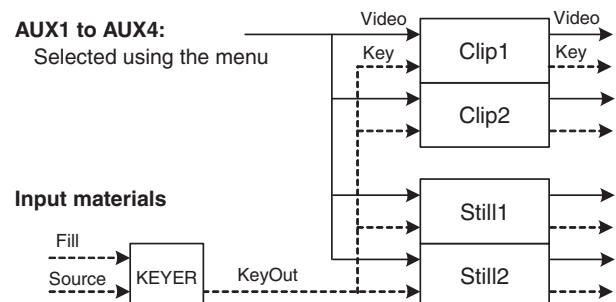 AUX1 to AUX4:
Selected using the menu
Video
Key
Clip1
Video
Key
Clip2
Input materials
Still1
Fill
Source
KEYER
KeyOut
Still2